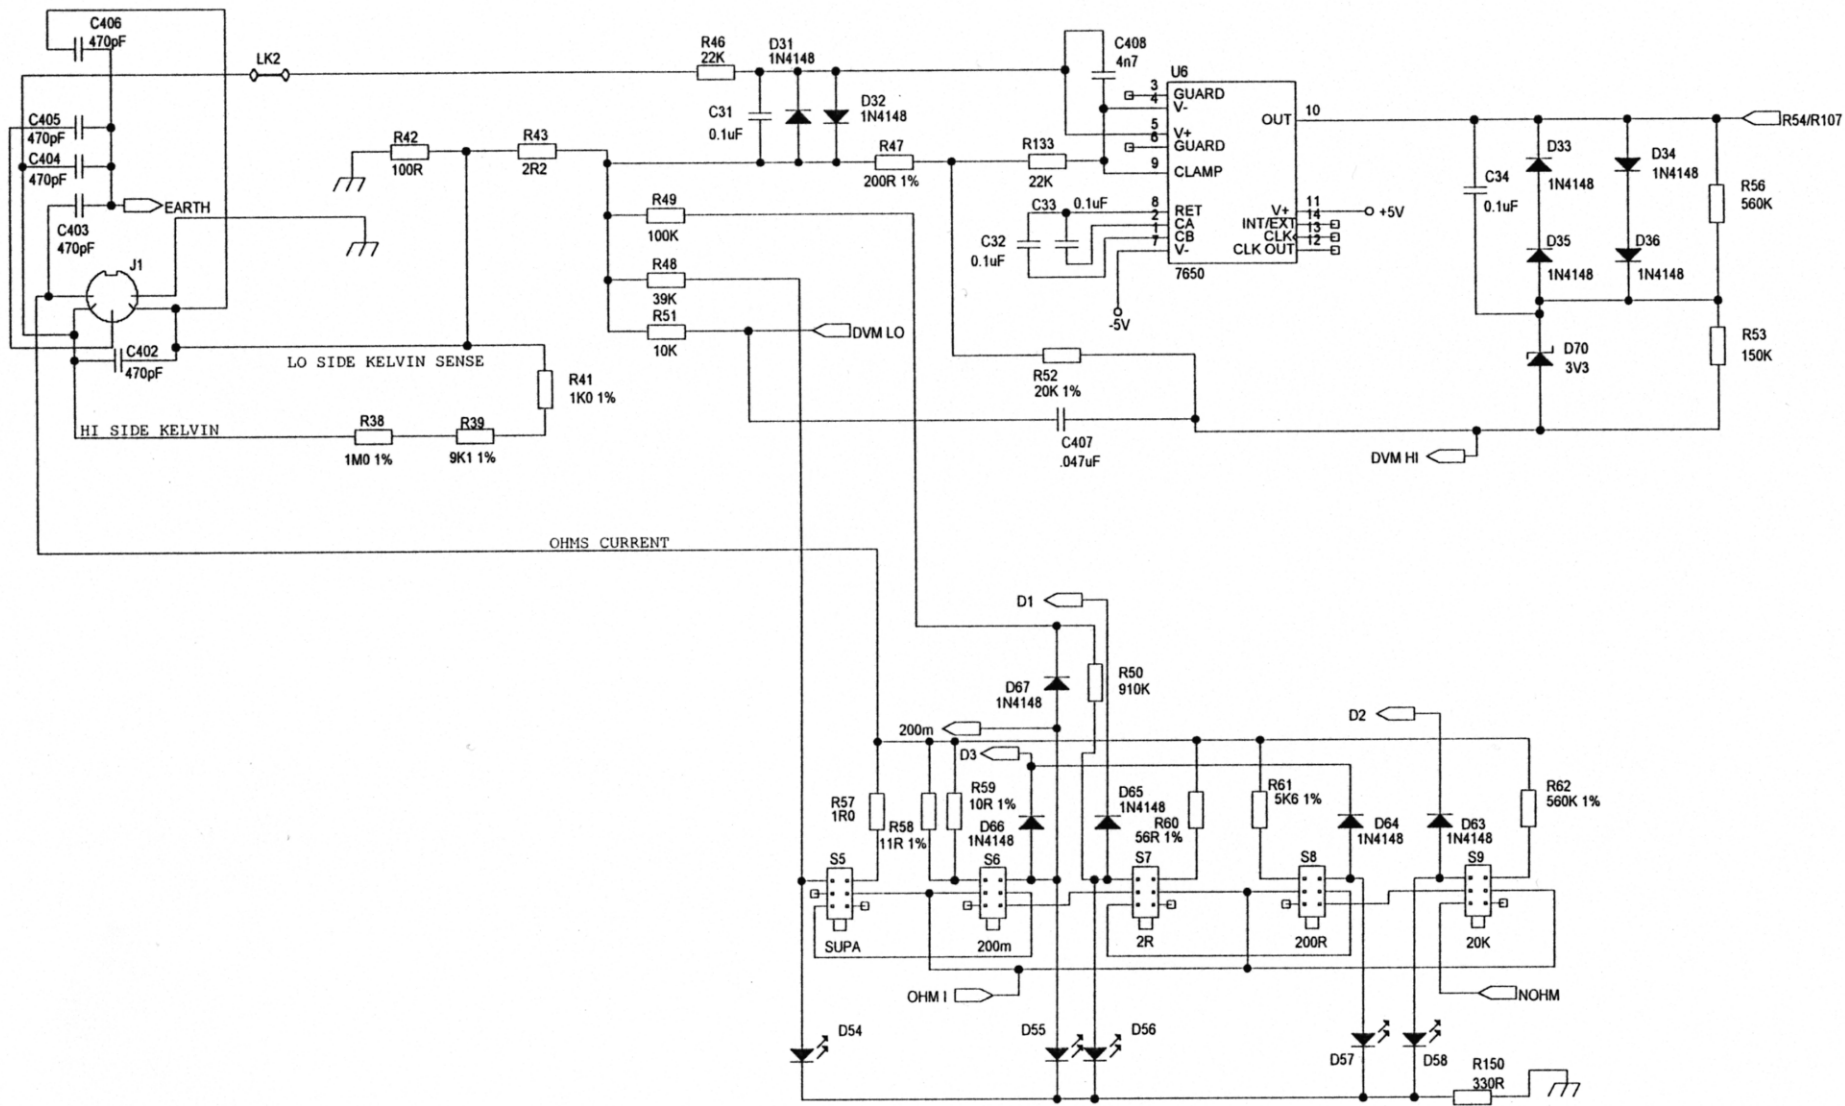 C406
470pF
LK2
R46
22K
D31
1N4148
C408
4n7
U6
C405
470pF
C404
470pF
C403
470pF
EARTH
J1
C402
470pF
R42
100R
R43
2R2
C31
0.1uF
D32
1N4148
R47
200R 1%
R133
22K
3
GUARD
4
V-
5
V+
6
GUARD
9
CLAMP
8
RET
2
CA
1
CB
7
V-
OUT
10
V+
11
INT/EXT
14
CLK
13
CLK OUT
12
7650
+5V
-5V
C33
0.1uF
C32
0.1uF
R54/R107
C34
0.1uF
D33
1N4148
D34
1N4148
R56
560K
D35
1N4148
D36
1N4148
D70
3V3
R53
150K
R49
100K
R48
39K
R51
10K
DVM LO
R52
20K 1%
C407
.047uF
DVM HI
LO SIDE KELVIN SENSE
R41
1K0 1%
HI SIDE KELVIN
R38
1M0 1%
R39
9K1 1%
OHMS CURRENT
D1
D67
1N4148
R50
910K
200m
D3
D2
R57
1R0
R58
11R 1%
R59
10R 1%
D66
1N4148
D65
1N4148
R60
56R 1%
R61
5K6 1%
D64
1N4148
D63
1N4148
R62
560K 1%
S5
SUPA
S6
200m
S7
2R
S8
200R
S9
20K
OHM I
NOHM
D54
D55
D56
D57
D58
R150
330R